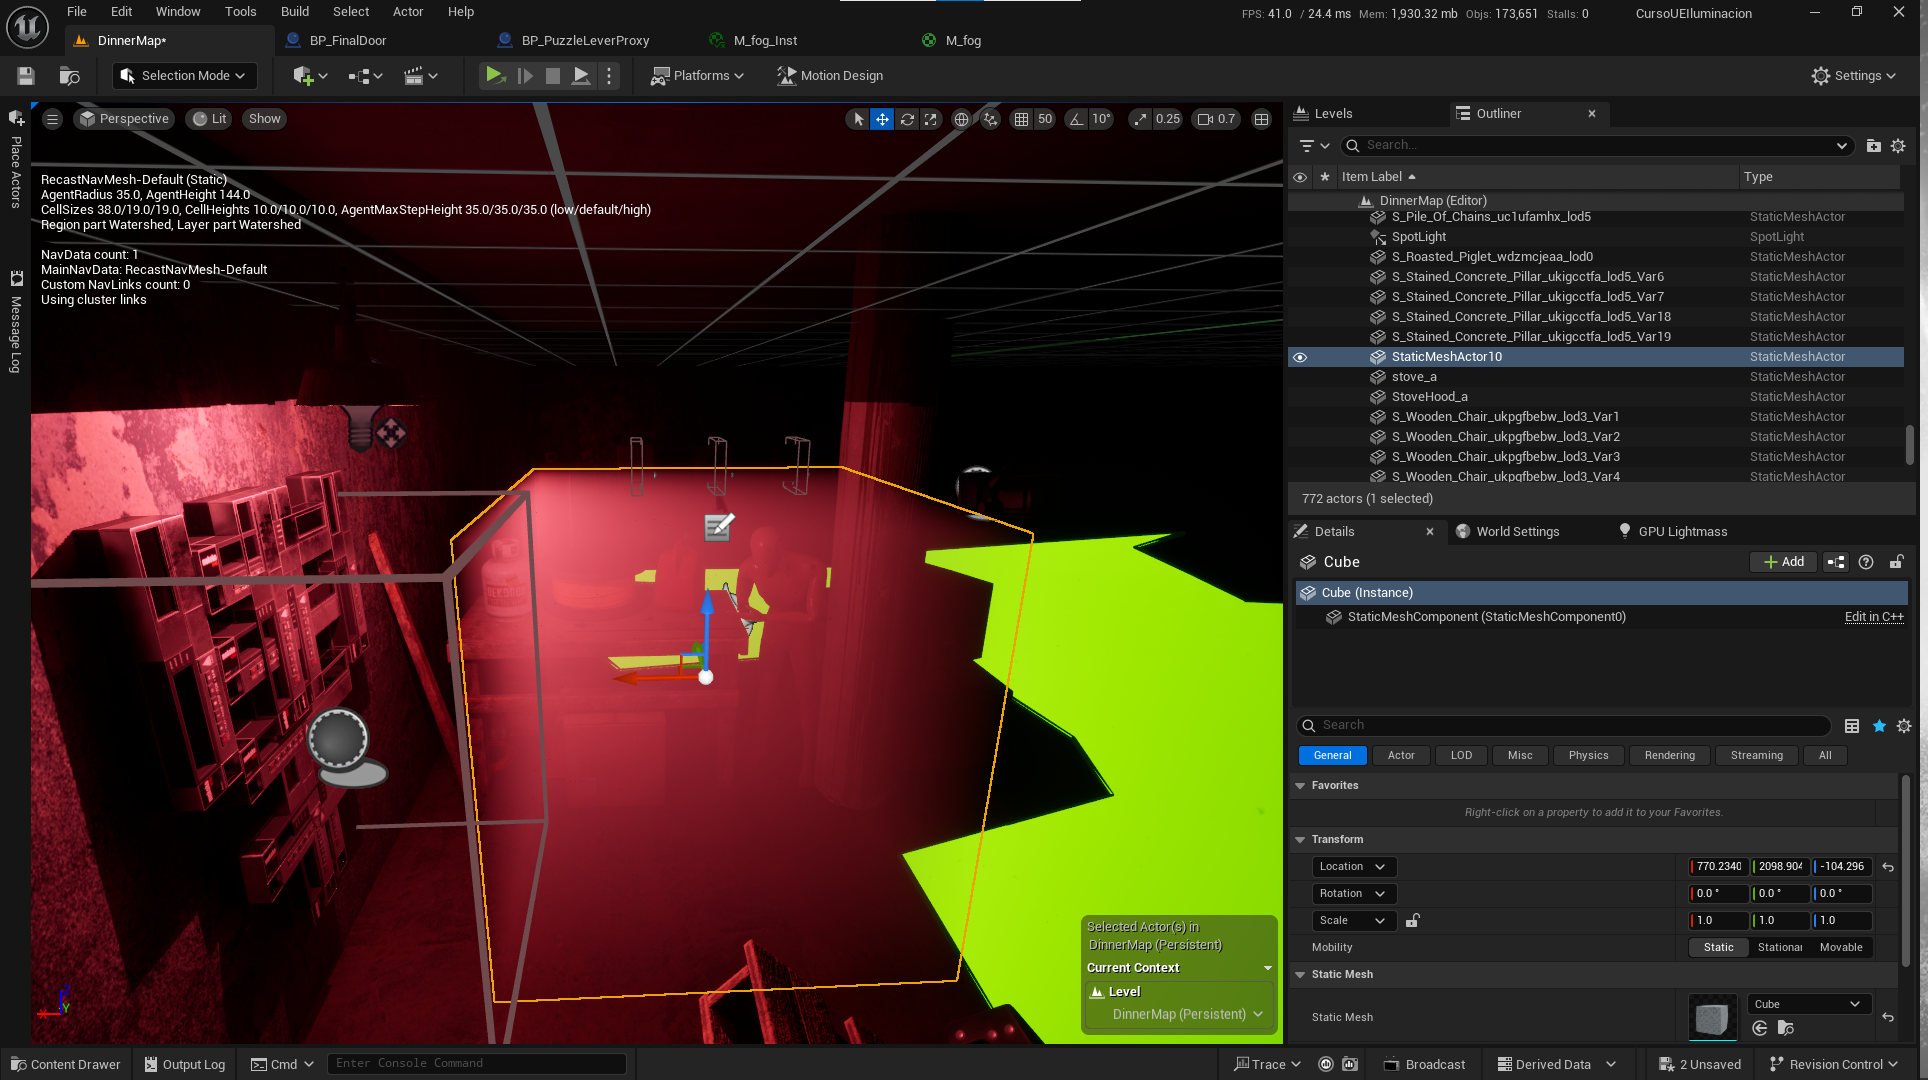 File Edit Window Tools Build Select Actor Help
FPS: 41.0 / 24.4 ms Mem: 1,930.32 mb Objs: 173,651 Stalls: 0
CursoUEIluminacion
DinnerMap*
BP_FinalDoor
BP_PuzzleLeverProxy
M_fog_Inst
M_fog
Selection Mode
Platforms
Motion Design
Settings
Place Actors
Message Log
Perspective
Lit
Show
50
10°
0.25
0.7
RecastNavMesh-Default (Static)
AgentRadius 35.0, AgentHeight 144.0
CellSizes 38.0/19.0/19.0, CellHeights 10.0/10.0/10.0, AgentMaxStepHeight 35.0/35.0/35.0 (low/default/high)
Region part Watershed, Layer part Watershed
NavData count: 1
MainNavData: RecastNavMesh-Default
Custom NavLinks count: 0
Using cluster links
Selected Actor(s) in
DinnerMap (Persistent)
Current Context
Level
DinnerMap (Persistent)
Levels
Outliner
Search...
Item Label
Type
DinnerMap (Editor)
S_Pile_Of_Chains_uc1ufamhx_lod5 StaticMeshActor
SpotLight SpotLight
S_Roasted_Piglet_wdzmcjeaa_lod0 StaticMeshActor
S_Stained_Concrete_Pillar_ukigcctfa_lod5_Var6 StaticMeshActor
S_Stained_Concrete_Pillar_ukigcctfa_lod5_Var7 StaticMeshActor
S_Stained_Concrete_Pillar_ukigcctfa_lod5_Var18 StaticMeshActor
S_Stained_Concrete_Pillar_ukigcctfa_lod5_Var19 StaticMeshActor
StaticMeshActor10 StaticMeshActor
stove_a StaticMeshActor
StoveHood_a StaticMeshActor
S_Wooden_Chair_ukpgfbebw_lod3_Var1 StaticMeshActor
S_Wooden_Chair_ukpgfbebw_lod3_Var2 StaticMeshActor
S_Wooden_Chair_ukpgfbebw_lod3_Var3 StaticMeshActor
S_Wooden_Chair_ukpgfbebw_lod3_Var4 StaticMeshActor
772 actors (1 selected)
Details
World Settings
GPU Lightmass
Cube
Add
Cube (Instance)
StaticMeshComponent (StaticMeshComponent0)
Edit in C++
Search
General Actor LOD Misc Physics Rendering Streaming All
Favorites
Right-click on a property to add it to your Favorites.
Transform
Location 770.2340 2098.904 -104.296
Rotation 0.0 ° 0.0 ° 0.0 °
Scale 1.0 1.0 1.0
Mobility Static Stationar Movable
Static Mesh
Static Mesh
Cube
Content Drawer
Output Log
Cmd
Enter Console Command
Trace
Broadcast
Derived Data
2 Unsaved
Revision Control